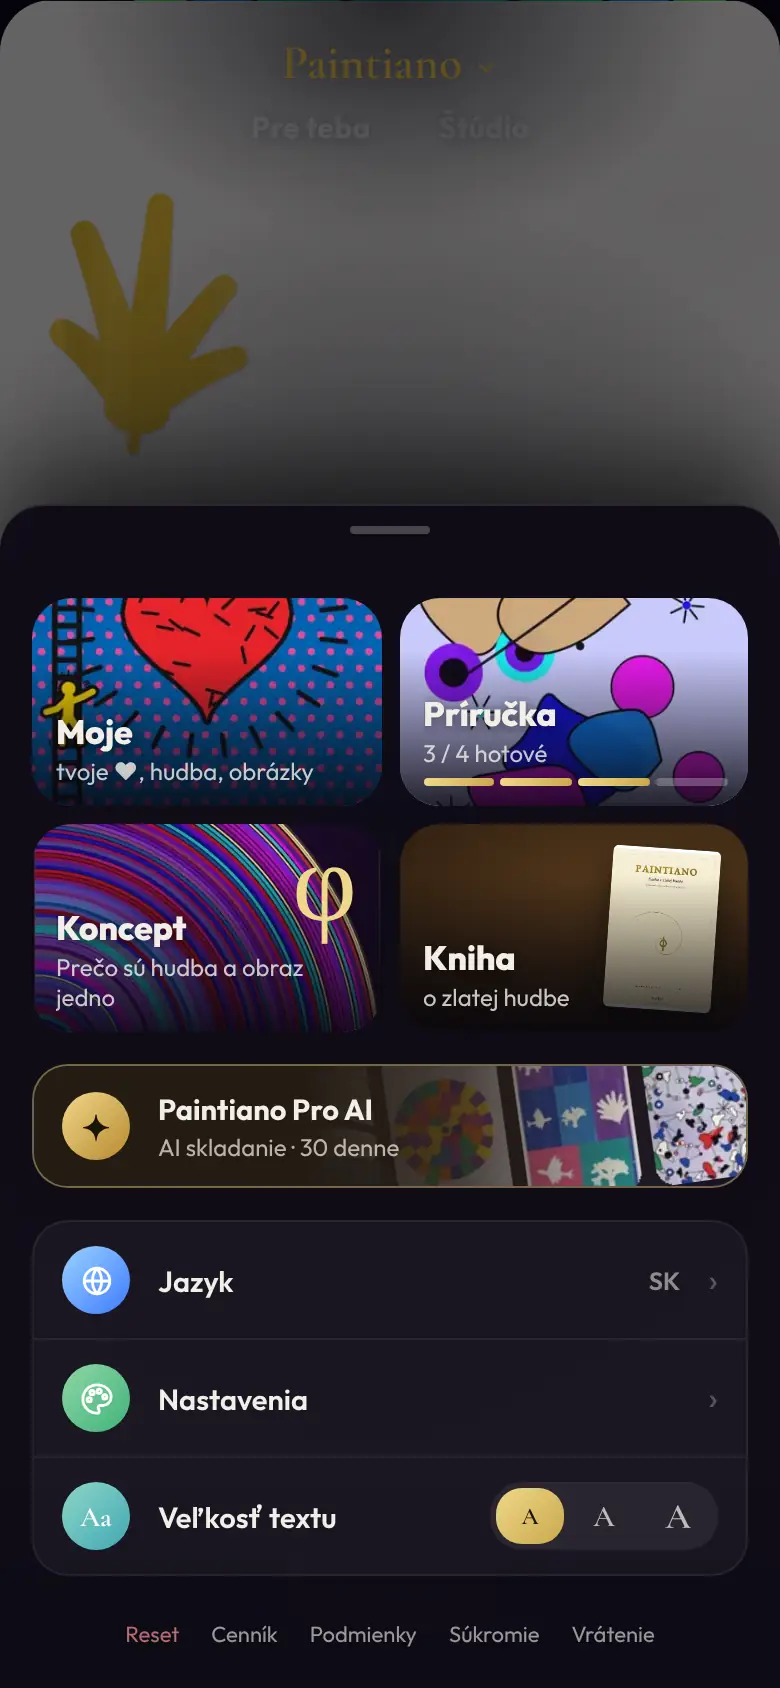 Paintiano
Pre teba Štúdio
Moje
tvoje ♥, hudba, obrázky
Príručka
3 / 4 hotové
Koncept
φ
Prečo sú hudba a obraz
jedno
Kniha
o zlatej hudbe
PAINTIANO
φ
Paintiano Pro AI
AI skladanie · 30 denne
Jazyk
SK ›
Nastavenia
›
Aa
Veľkosť textu
A A A
Reset Cenník Podmienky Súkromie Vrátenie